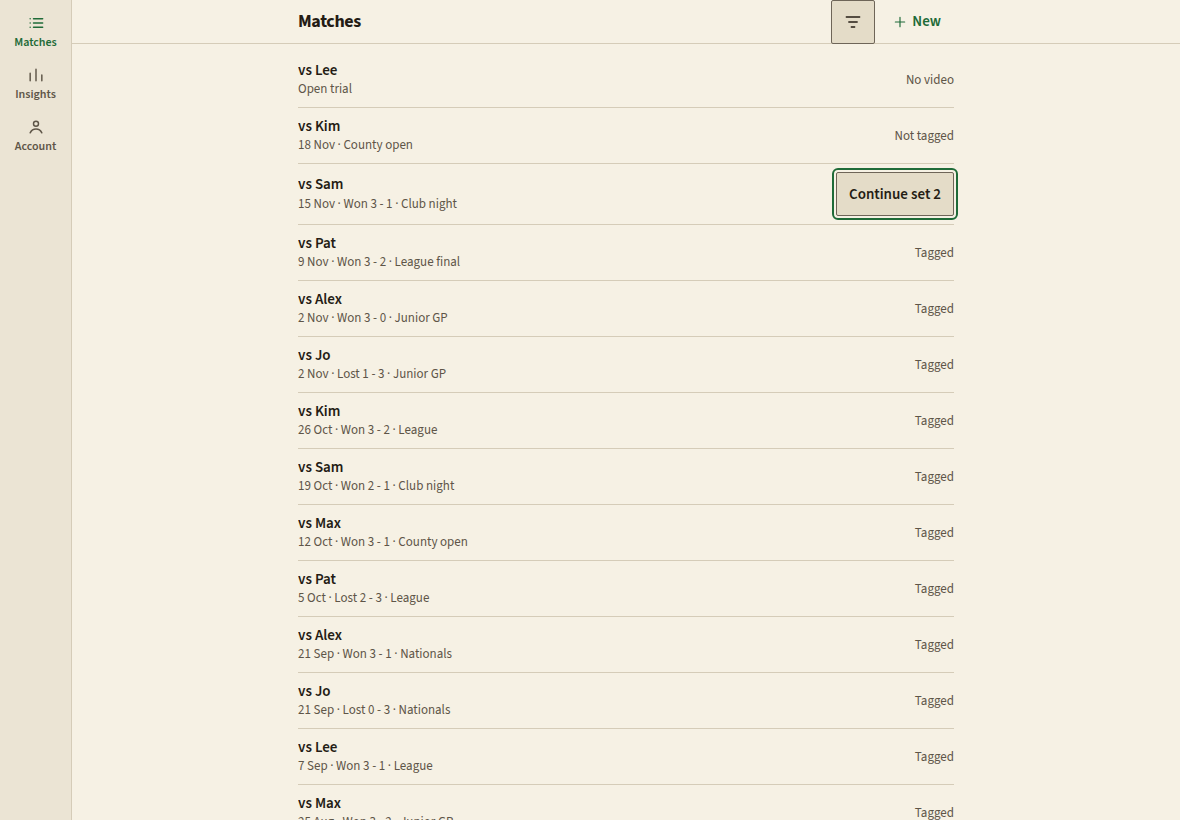 Matches
Insights
Account
Matches
New
vs Lee
Open trial
No video
vs Kim
18 Nov · County open
Not tagged
vs Sam
15 Nov · Won 3 - 1 · Club night
Continue set 2
vs Pat
9 Nov · Won 3 - 2 · League final
Tagged
vs Alex
2 Nov · Won 3 - 0 · Junior GP
Tagged
vs Jo
2 Nov · Lost 1 - 3 · Junior GP
Tagged
vs Kim
26 Oct · Won 3 - 2 · League
Tagged
vs Sam
19 Oct · Won 2 - 1 · Club night
Tagged
vs Max
12 Oct · Won 3 - 1 · County open
Tagged
vs Pat
5 Oct · Lost 2 - 3 · League
Tagged
vs Alex
21 Sep · Won 3 - 1 · Nationals
Tagged
vs Jo
21 Sep · Lost 0 - 3 · Nationals
Tagged
vs Lee
7 Sep · Won 3 - 1 · League
Tagged
vs Max
Tagged